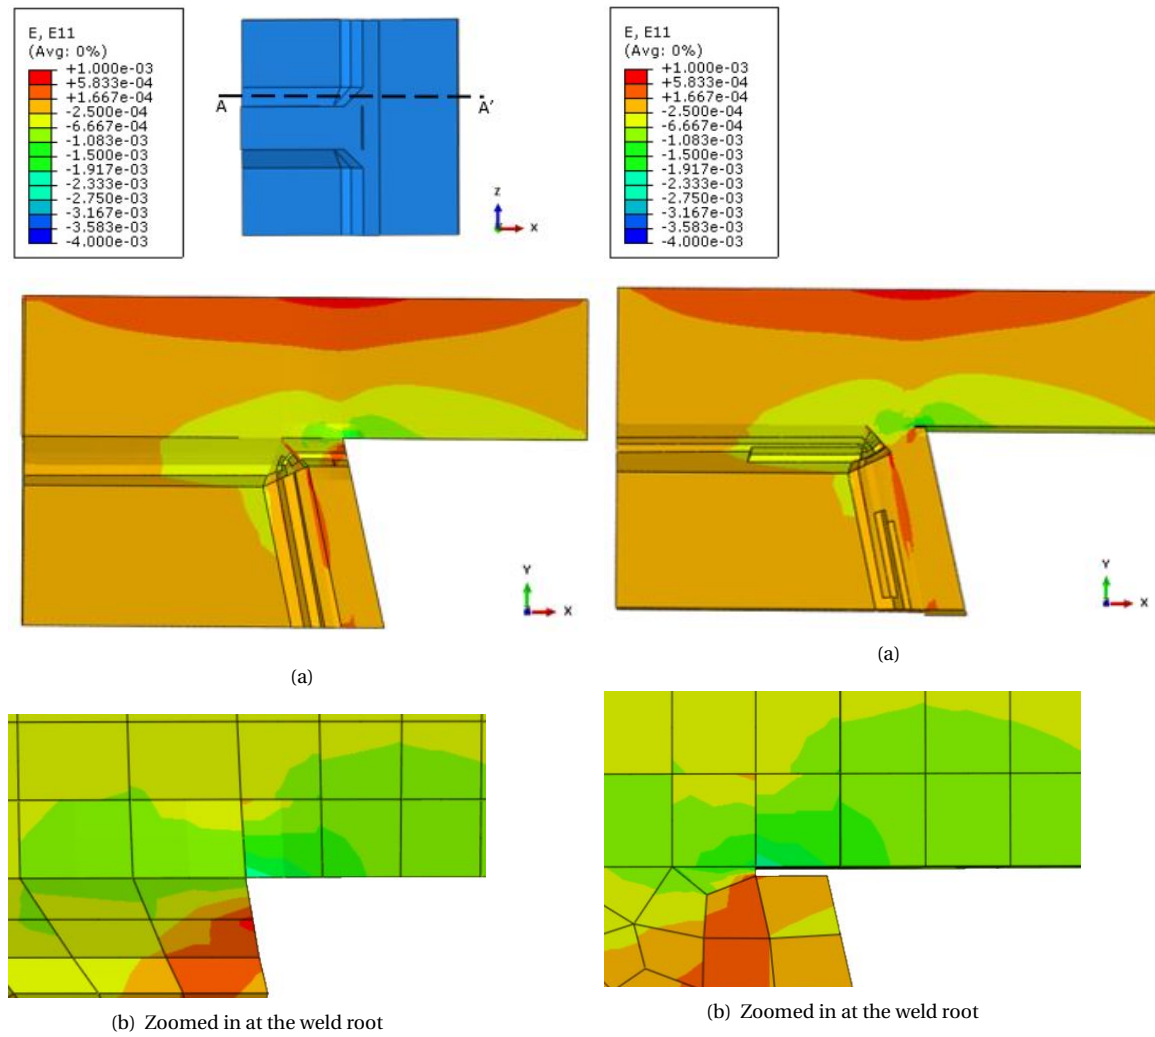 E, E11
(Avg: 0%)
+1.000e-03
+5.833e-04
+1.667e-04
-2.500e-04
-6.667e-04
-1.083e-03
-1.500e-03
-1.917e-03
-2.333e-03
-2.750e-03
-3.167e-03
-3.583e-03
-4.000e-03
A
A'
z
x
E, E11
(Avg: 0%)
+1.000e-03
+5.833e-04
+1.667e-04
-2.500e-04
-6.667e-04
-1.083e-03
-1.500e-03
-1.917e-03
-2.333e-03
-2.750e-03
-3.167e-03
-3.583e-03
-4.000e-03
Y
X
(a)
Y
X
(a)
(b) Zoomed in at the weld root
(b) Zoomed in at the weld root